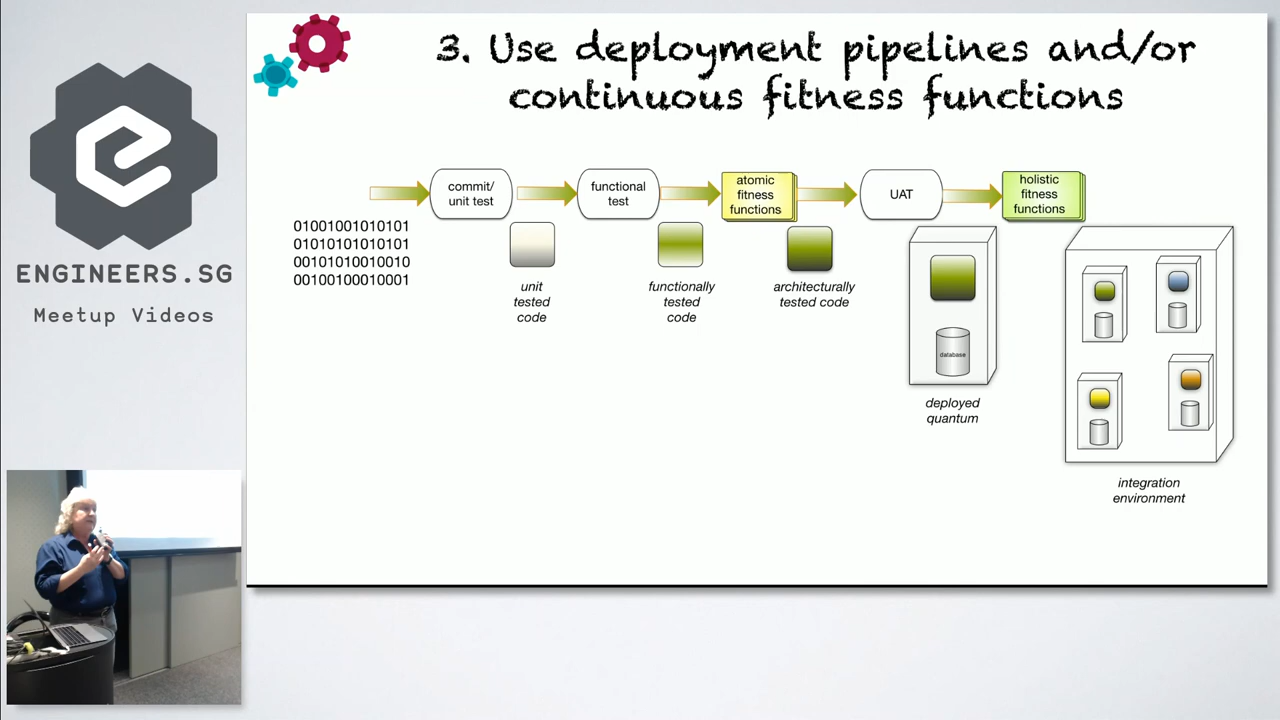 3. Use deployment pipelines and/or
continuous fitness functions
commit/
unit test
functional
test
atomic
fitness
functions
UAT
holistic
fitness
functions
01001001010101
01010101010101
00101010010010
00100100010001
unit
tested
code
functionally
tested
code
architecturally
tested code
database
deployed
quantum
integration
environment
ENGINEERS.SG
Meetup Videos